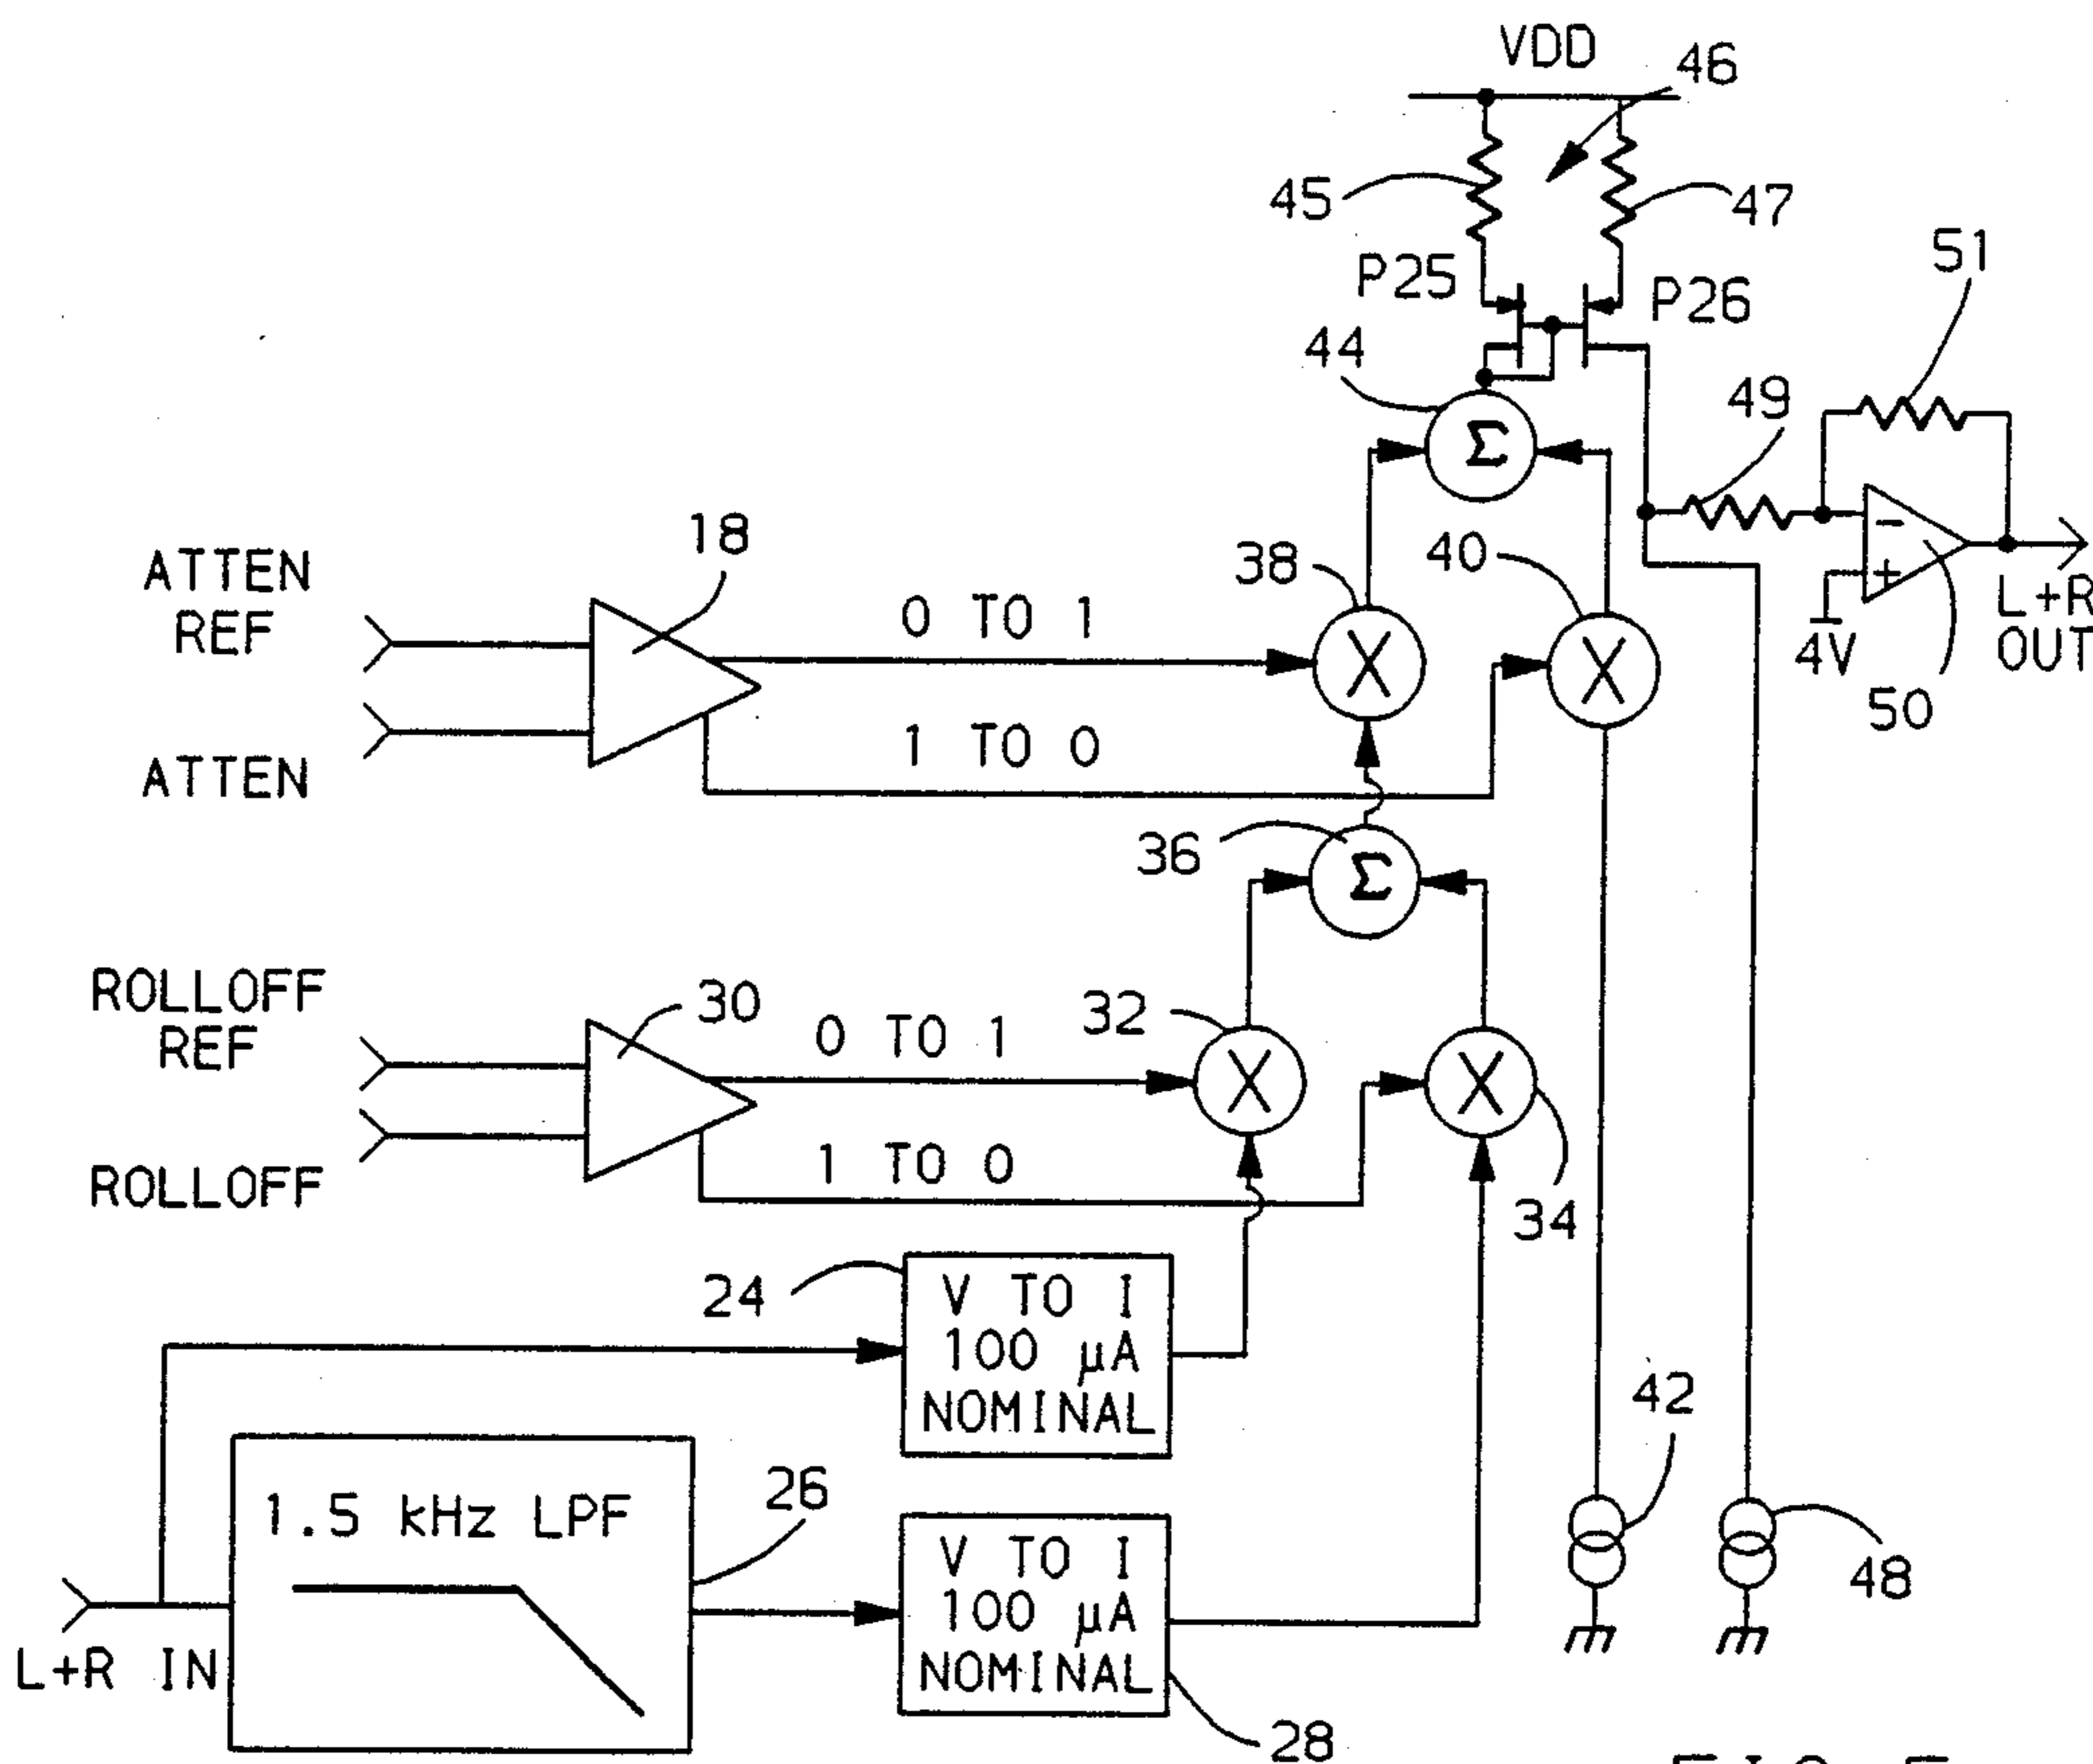 VDD
46
45
47
P25
P26
51
44
49
Σ
18
ATTEN
REF
0 TO 1
38
40
X
X
4V
L+R
OUT
50
1 TO 0
ATTEN
36
Σ
ROLLOFF
REF
30
0 TO 1
32
X
X
1 TO 0
ROLLOFF
34
24
V TO I
100 µA
NOMINAL
42
26
1.5 kHz LPF
V TO I
100 µA
NOMINAL
48
L+R IN
28